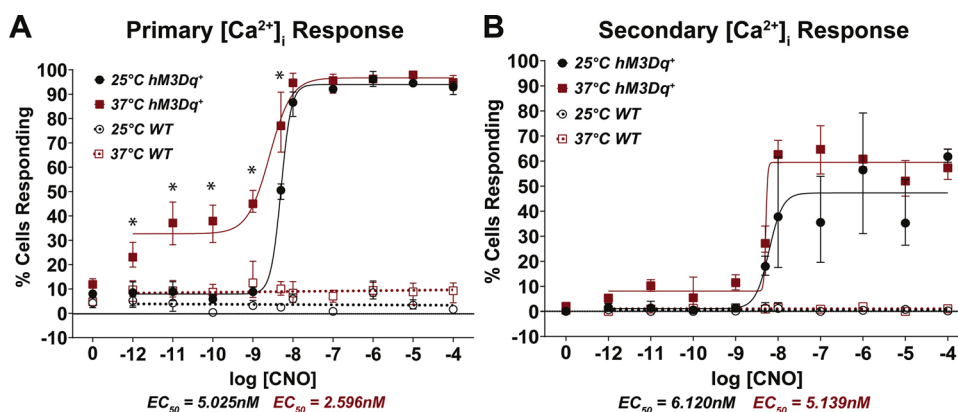 A
Primary [Ca²⁺]ᵢ Response
25°C hM3Dq⁺
37°C hM3Dq⁺
25°C WT
37°C WT
% Cells Responding
100
90
80
70
60
50
40
30
20
10
0
10
* * * * * *
0 -12 -11 -10 -9 -8 -7 -6 -5 -4
log [CNO]
EC₅₀ = 5.025nM EC₅₀ = 2.596nM
B
Secondary [Ca²⁺]ᵢ Response
25°C hM3Dq⁺
37°C hM3Dq⁺
25°C WT
37°C WT
% Cells Responding
100
90
80
70
60
50
40
30
20
10
0
10
0 -12 -11 -10 -9 -8 -7 -6 -5 -4
log [CNO]
EC₅₀ = 6.120nM EC₅₀ = 5.139nM